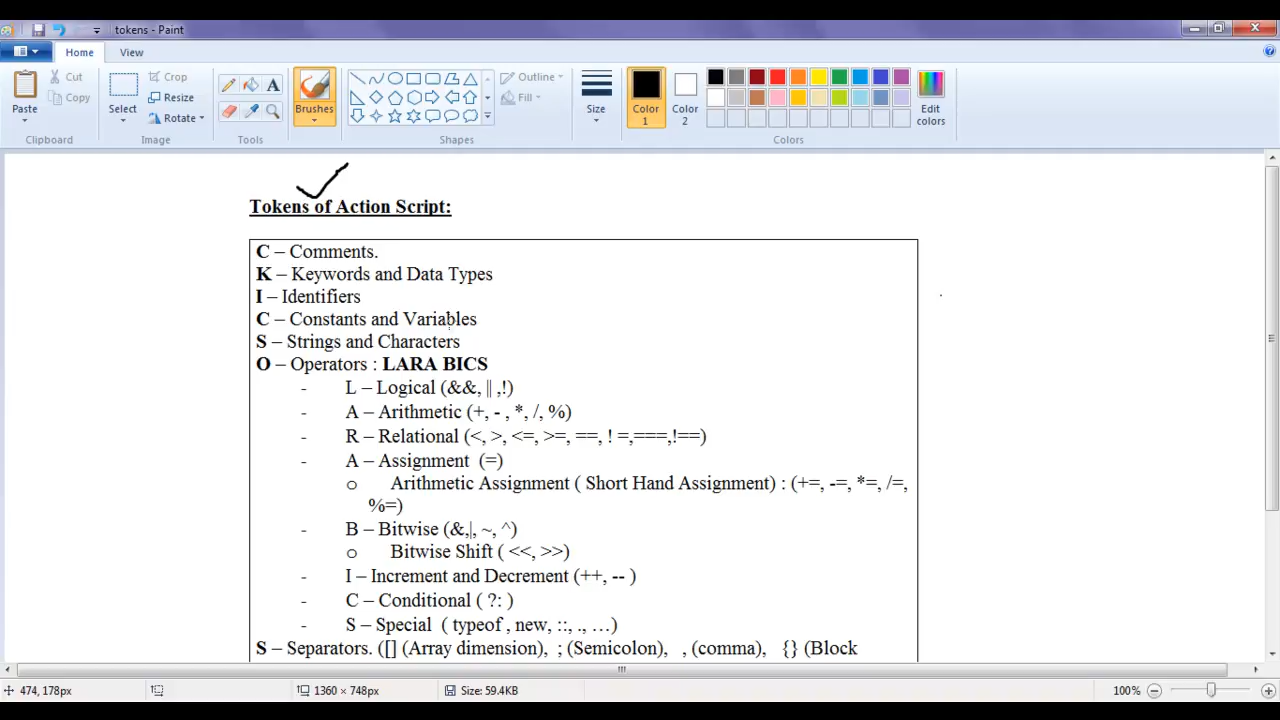 tokens - Paint
Home
View
Paste
Cut
Copy
Clipboard
Select
Crop
Resize
Rotate
Image
Tools
Brushes
Shapes
Outline
Fill
Size
Color 1
Color 2
Edit colors
Colors
Tokens of Action Script:
C – Comments.
K – Keywords and Data Types
I – Identifiers
C – Constants and Variables
S – Strings and Characters
O – Operators : LARA BICS
- L – Logical (&&, || ,!)
- A – Arithmetic (+, - , *, /, %)
- R – Relational (<, >, <=, >=, ==, ! =,===,!==)
- A – Assignment (=)
o Arithmetic Assignment ( Short Hand Assignment) : (+=, -=, *=, /=,
%=)
- B – Bitwise (&,|, ~, ^)
o Bitwise Shift ( <<, >>)
- I – Increment and Decrement (++, -- )
- C – Conditional ( ?: )
- S – Special ( typeof , new, ::, ., …)
S – Separators. ([] (Array dimension), ; (Semicolon), , (comma), {} (Block
474, 178px
1360 × 748px
Size: 59.4KB
100%